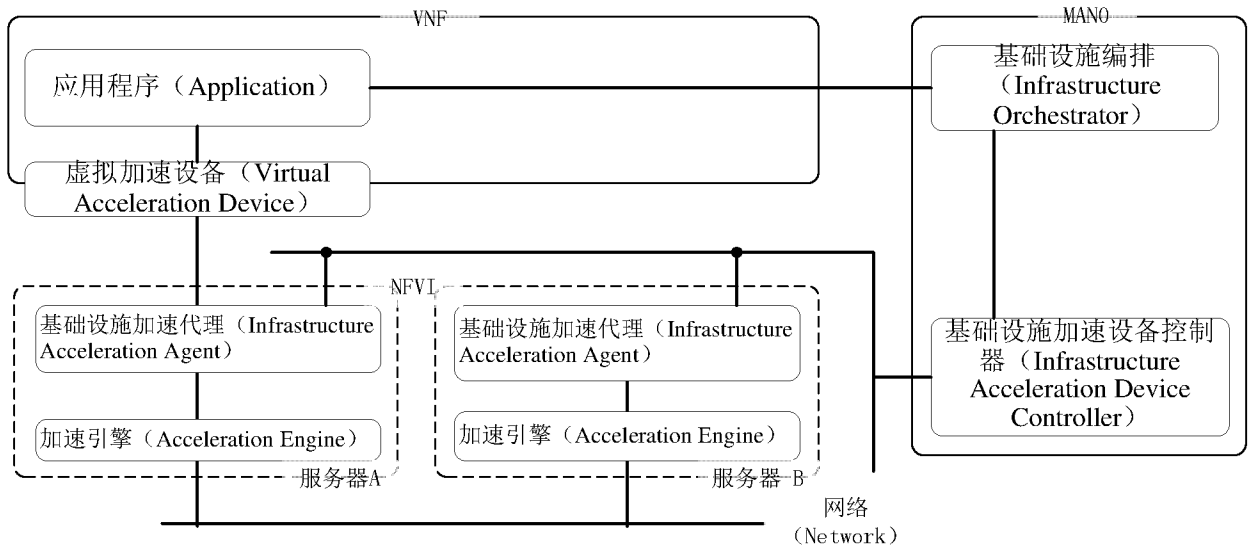 VNF
MANO
应用程序（Application）
基础设施编排
（Infrastructure
Orchestrator）
虚拟加速设备（Virtual
Acceleration Device）
NFVI
基础设施加速代理（Infrastructure
Acceleration Agent）
基础设施加速代理（Infrastructure
Acceleration Agent）
基础设施加速设备控制
器（Infrastructure
Acceleration Device
Controller）
加速引擎（Acceleration Engine）
加速引擎（Acceleration Engine）
服务器A
服务器 B
网络
（Network）